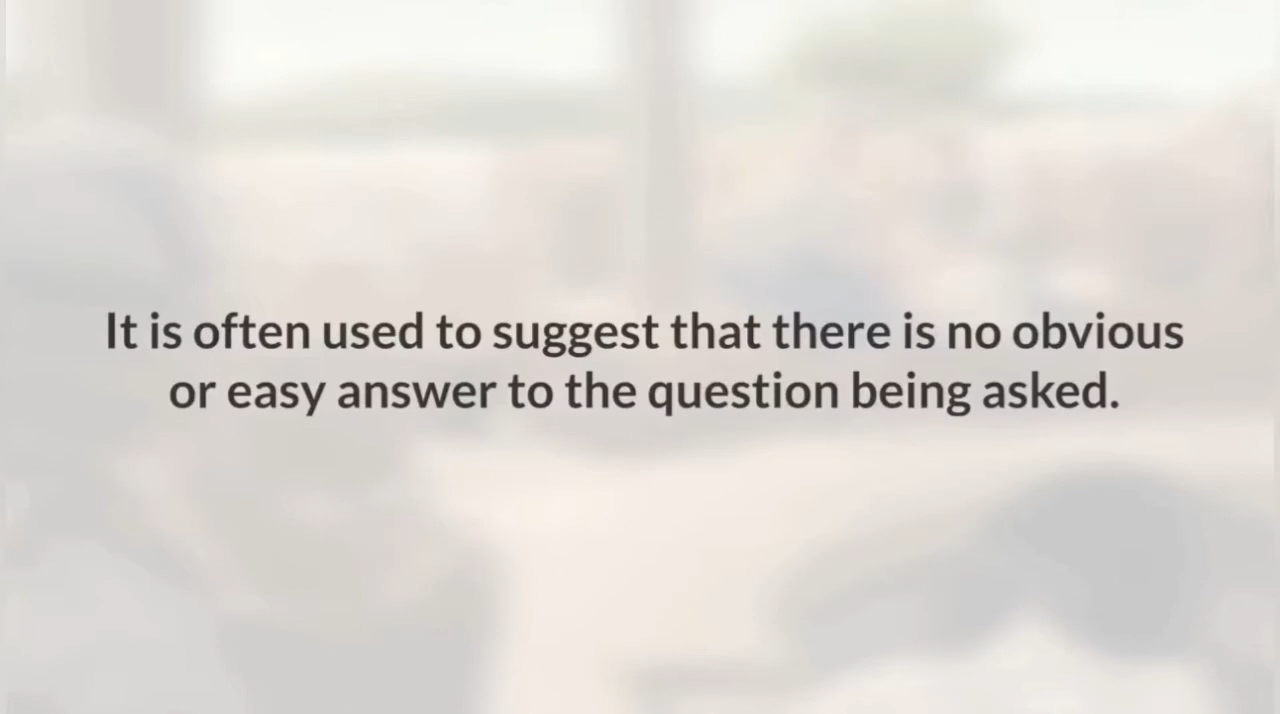 It is often used to suggest that there is no obvious
or easy answer to the question being asked.